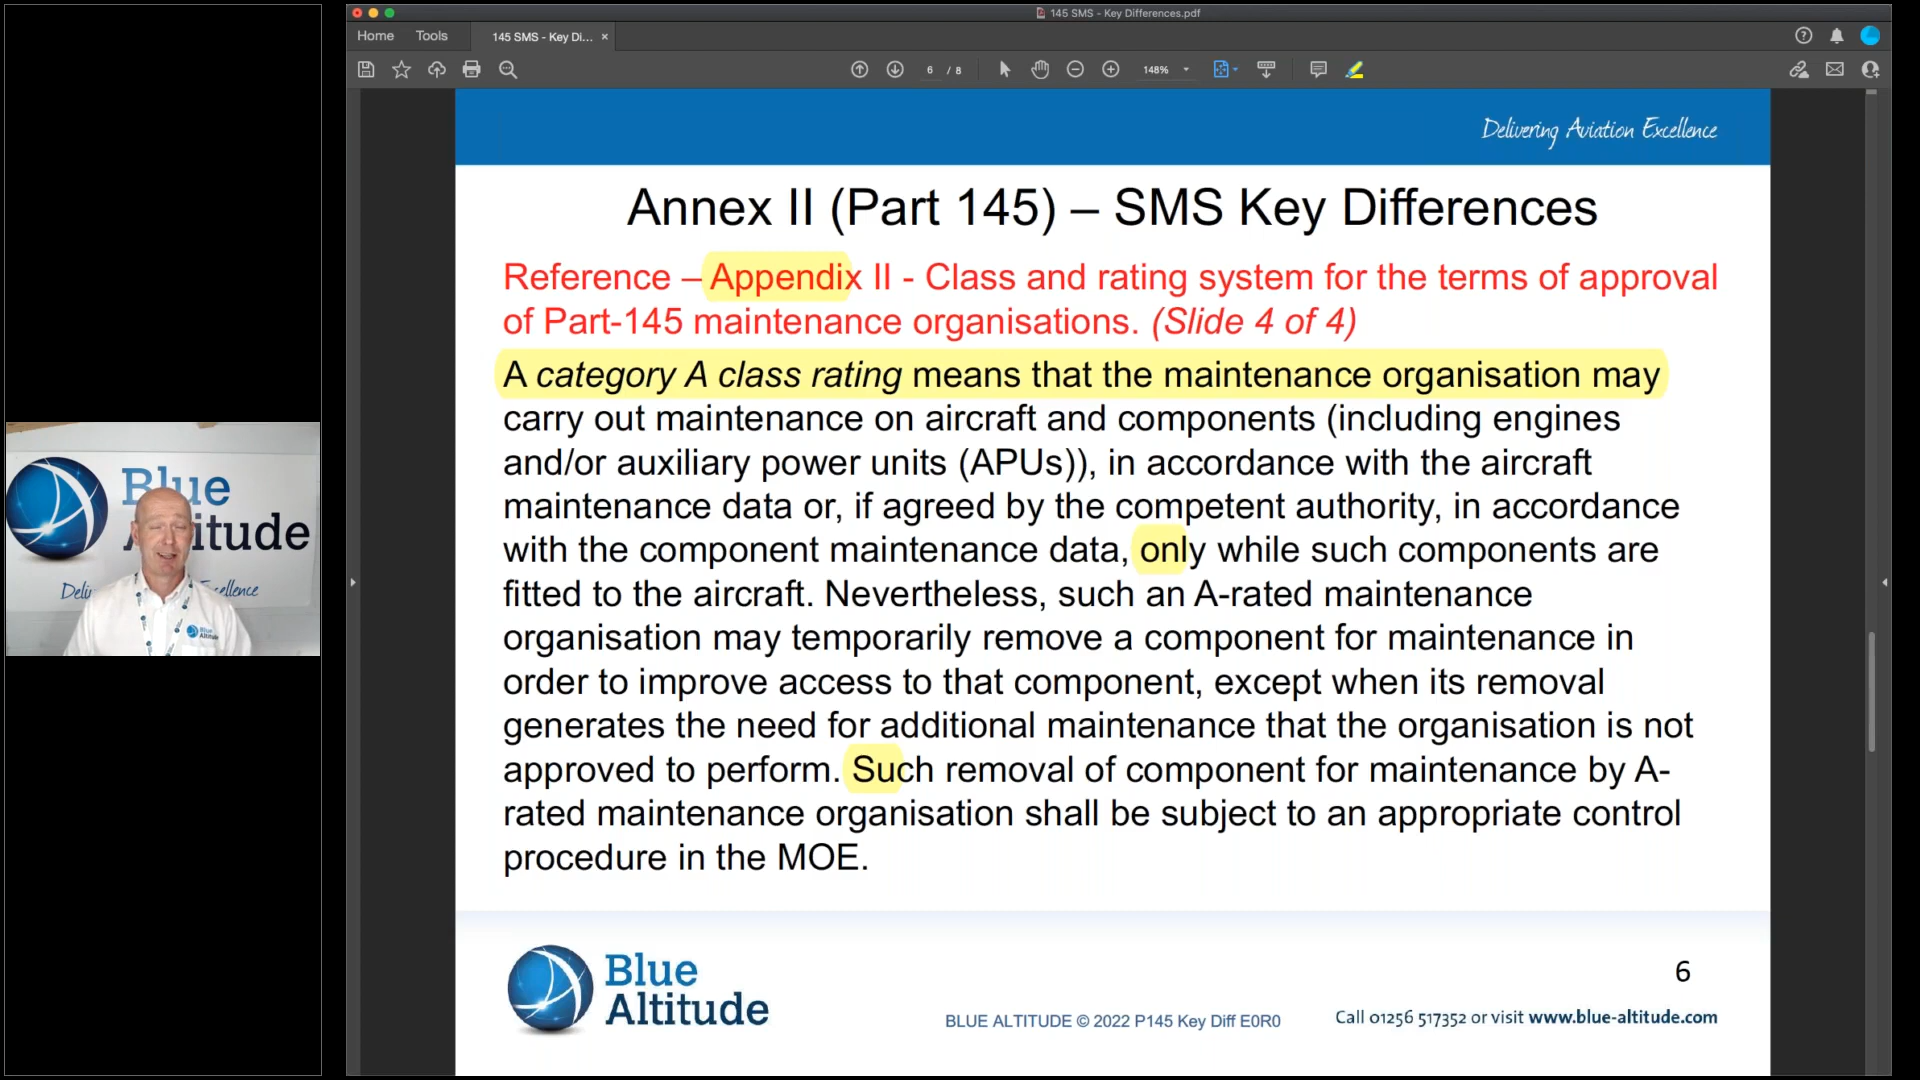 145 SMS - Key Differences.pdf
Home Tools 145 SMS - Key Di... ×
6 / 8 148%
Delivering Aviation Excellence
Annex II (Part 145) – SMS Key Differences
Reference – Appendix II - Class and rating system for the terms of approval
of Part-145 maintenance organisations. (Slide 4 of 4)
A category A class rating means that the maintenance organisation may
carry out maintenance on aircraft and components (including engines
and/or auxiliary power units (APUs)), in accordance with the aircraft
maintenance data or, if agreed by the competent authority, in accordance
with the component maintenance data, only while such components are
fitted to the aircraft. Nevertheless, such an A-rated maintenance
organisation may temporarily remove a component for maintenance in
order to improve access to that component, except when its removal
generates the need for additional maintenance that the organisation is not
approved to perform. Such removal of component for maintenance by A-
rated maintenance organisation shall be subject to an appropriate control
procedure in the MOE.
Blue
Altitude
BLUE ALTITUDE © 2022 P145 Key Diff E0R0
6
Call 01256 517352 or visit www.blue-altitude.com
Blue
Altitude
Blue
Altitude